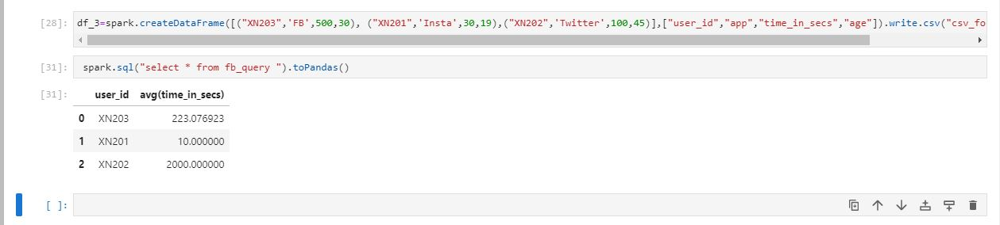 [28]: df_3=spark.createDataFrame([("XN203",'FB',500,30), ("XN201",'Insta',30,19),("XN202",'Twitter',100,45)],["user_id","app","time_in_secs","age"]).write.csv("csv_fo
[31]: spark.sql("select * from fb_query ").toPandas()
[31]: user_id avg(time_in_secs)
0 XN203 223.076923
1 XN201 10.000000
2 XN202 2000.000000
[ ]: